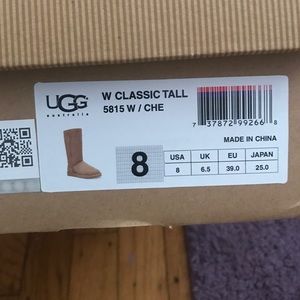 UGG
australia
W CLASSIC TALL
5815 W / CHE
7 37872 99266 8
MADE IN CHINA
8
USA UK EU JAPAN
8 6.5 39.0 25.0